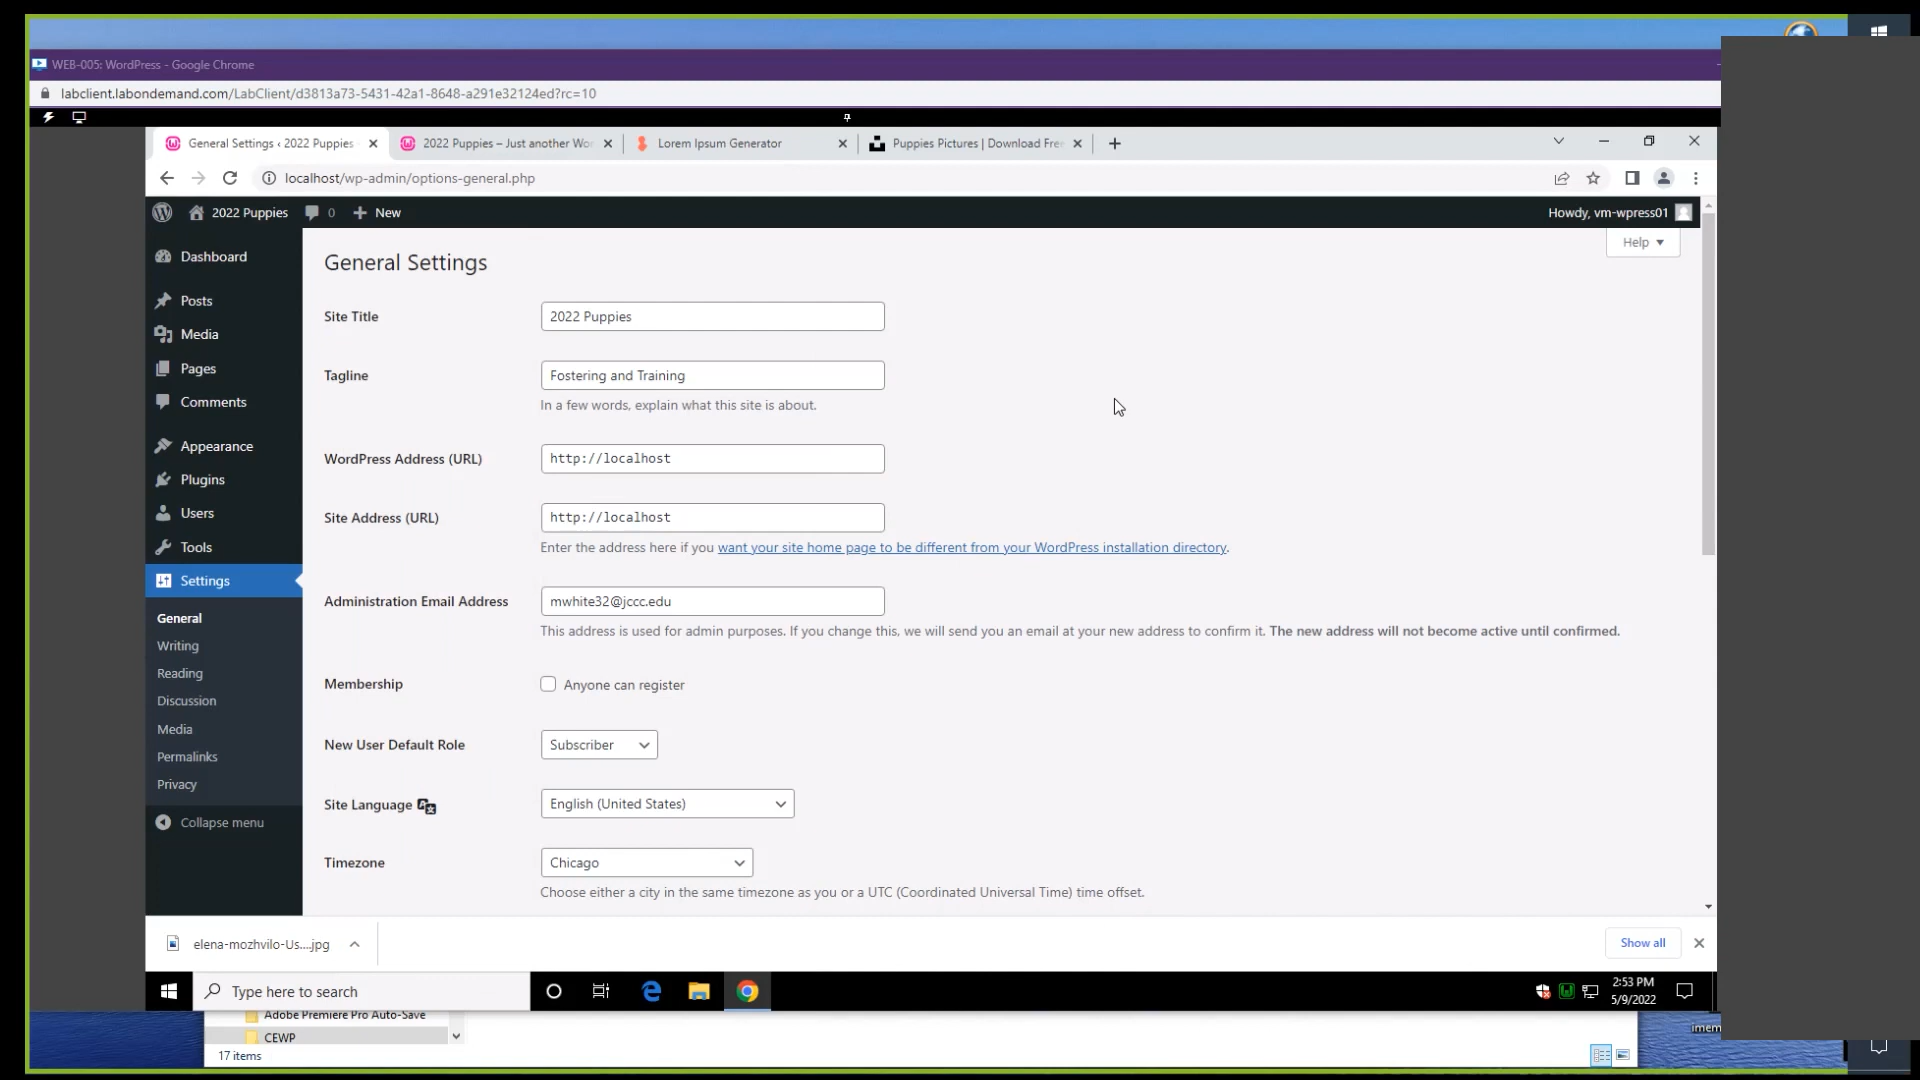 WEB-005: WordPress - Google Chrome
labclient.labondemand.com/LabClient/d3813a73-5431-42a1-8648-a291e32124ed?rc=10
General Settings ‹ 2022 Puppies
2022 Puppies – Just another Wor
Lorem Ipsum Generator
Puppies Pictures | Download Fre
localhost/wp-admin/options-general.php
2022 Puppies
0
New
Howdy, vm-wpress01
Help
Dashboard
Posts
Media
Pages
Comments
Appearance
Plugins
Users
Tools
Settings
General
Writing
Reading
Discussion
Media
Permalinks
Privacy
Collapse menu
General Settings
Site Title
2022 Puppies
Tagline
Fostering and Training
In a few words, explain what this site is about.
WordPress Address (URL)
http://localhost
Site Address (URL)
http://localhost
Enter the address here if you want your site home page to be different from your WordPress installation directory.
Administration Email Address
mwhite32@jccc.edu
This address is used for admin purposes. If you change this, we will send you an email at your new address to confirm it. The new address will not become active until confirmed.
Membership
Anyone can register
New User Default Role
Subscriber
Site Language
English (United States)
Timezone
Chicago
Choose either a city in the same timezone as you or a UTC (Coordinated Universal Time) time offset.
elena-mozhvilo-Us....jpg
Show all
Type here to search
2:53 PM
5/9/2022
Adobe Premiere Pro Auto-Save
CEWP
imem
17 items